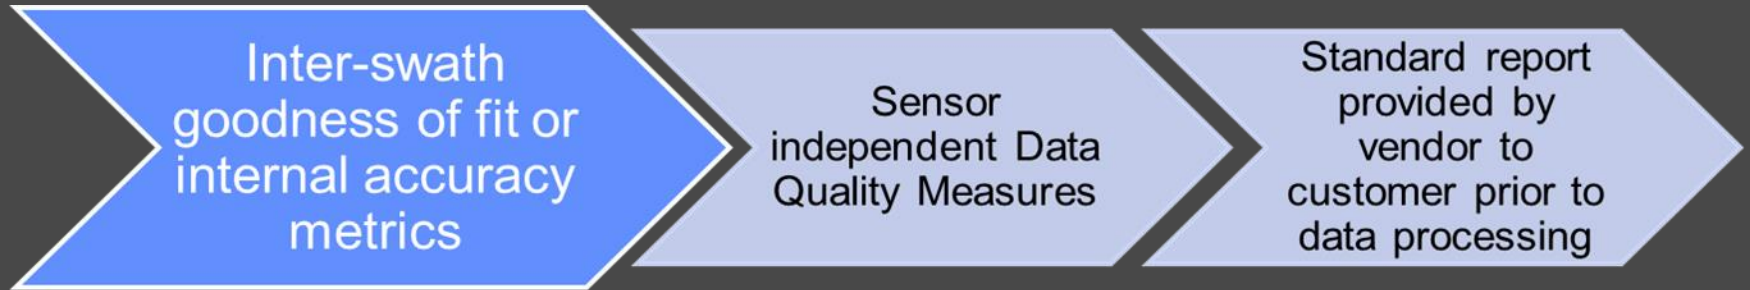 Inter-swath
goodness of fit or
internal accuracy
metrics
Sensor
independent Data
Quality Measures
Standard report
provided by
vendor to
customer prior to
data processing